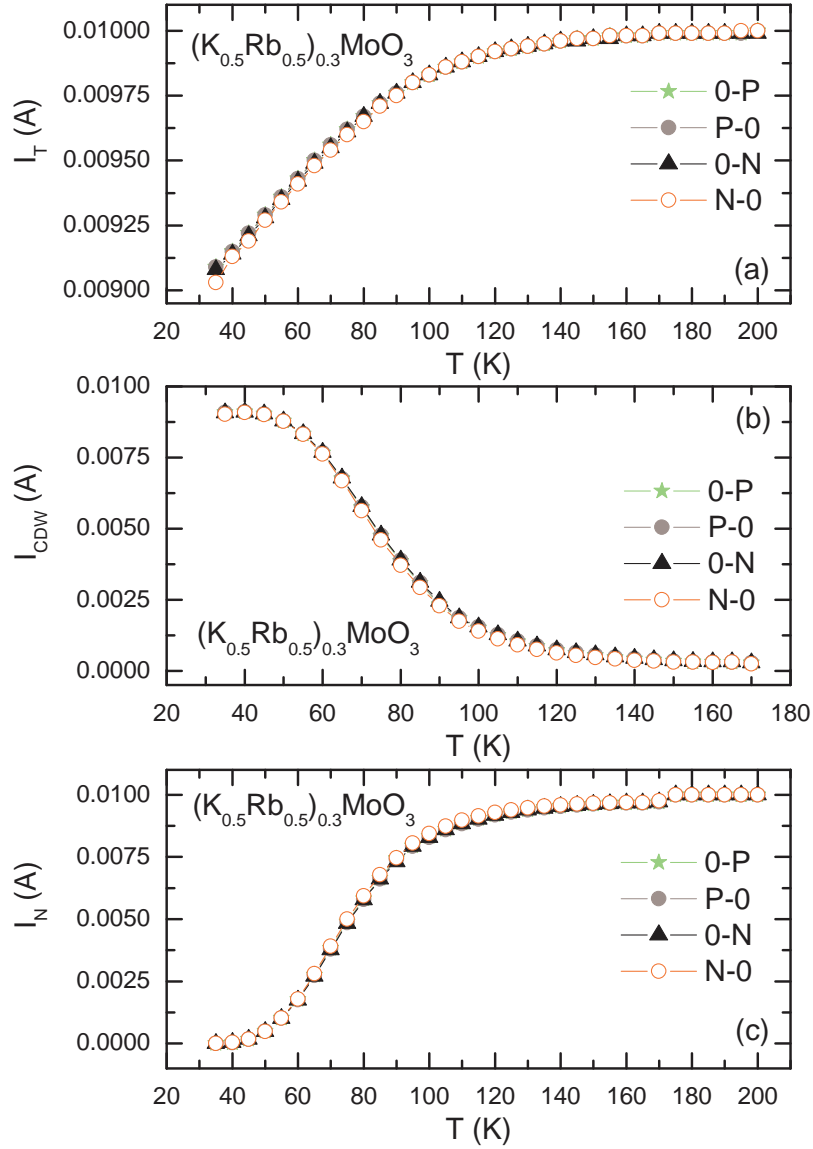 (K0.5Rb0.5)0.3MoO3
0-P
P-0
0-N
N-0
(a)
IT (A)
0.01000
0.00975
0.00950
0.00925
0.00900
20 40 60 80 100 120 140 160 180 200
T (K)
(b)
0-P
P-0
0-N
N-0
(K0.5Rb0.5)0.3MoO3
ICDW (A)
0.0100
0.0075
0.0050
0.0025
0.0000
20 40 60 80 100 120 140 160 180
T (K)
(K0.5Rb0.5)0.3MoO3
0-P
P-0
0-N
N-0
(c)
IN (A)
0.0100
0.0075
0.0050
0.0025
0.0000
20 40 60 80 100 120 140 160 180 200
T (K)